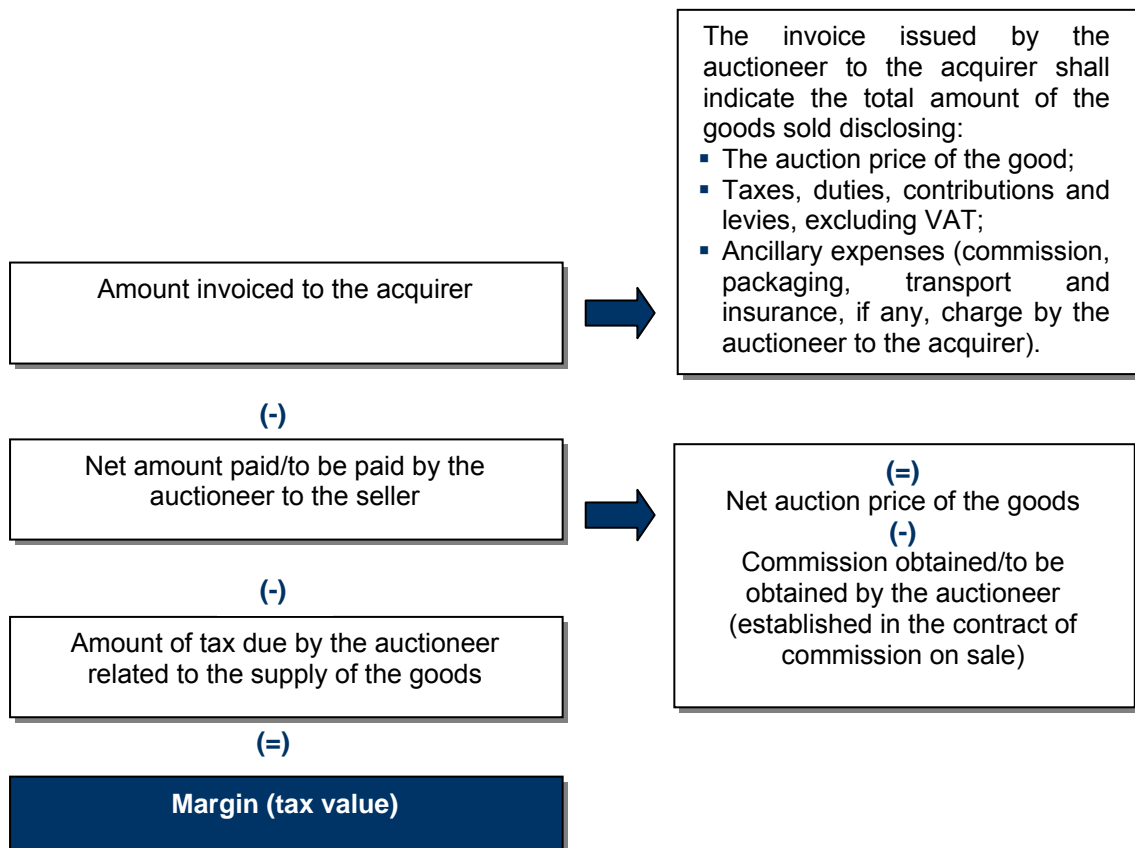 The invoice issued by the
auctioneer to the acquirer shall
indicate the total amount of the
goods sold disclosing:
▪ The auction price of the good;
▪ Taxes, duties, contributions and
levies, excluding VAT;
▪ Ancillary expenses (commission,
packaging, transport and
insurance, if any, charge by the
auctioneer to the acquirer).
Amount invoiced to the acquirer
(-)
Net amount paid/to be paid by the
auctioneer to the seller
(=)
Net auction price of the goods
(-)
Commission obtained/to be
obtained by the auctioneer
(established in the contract of
commission on sale)
(-)
Amount of tax due by the auctioneer
related to the supply of the goods
(=)
Margin (tax value)